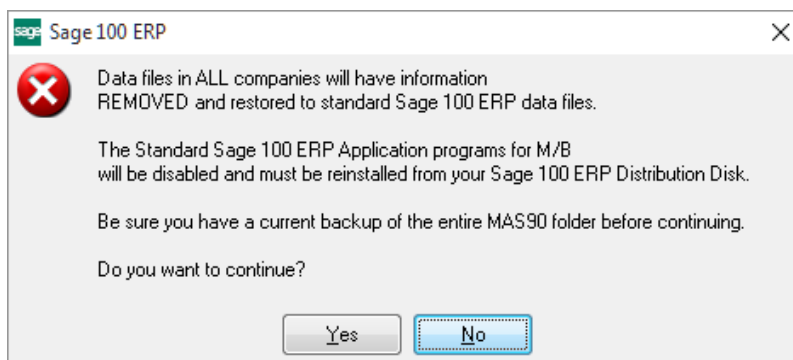 sage Sage 100 ERP
Data files in ALL companies will have information
REMOVED and restored to standard Sage 100 ERP data files.
The Standard Sage 100 ERP Application programs for M/B
will be disabled and must be reinstalled from your Sage 100 ERP Distribution Disk.
Be sure you have a current backup of the entire MAS90 folder before continuing.
Do you want to continue?
Yes No